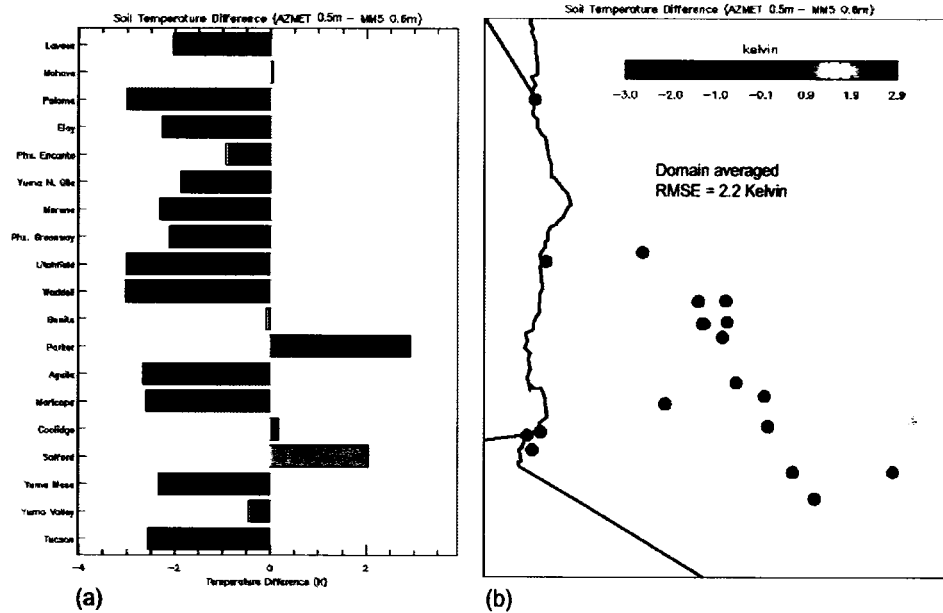 Soil Temperature Difference (AZMET 0.5m – MM5 0.6m)
Laveen
Mohave
Paloma
Eloy
Phx. Encanto
Yuma N. Gila
Marana
Phx. Greenway
Litchfield
Waddell
Bonita
Parker
Aguila
Maricopa
Coolidge
Safford
Yuma Mesa
Yuma Valley
Tucson
-4
-2
0
2
Temperature Difference (K)
(a)
Soil Temperature Difference (AZMET 0.5m – MM5 0.6m)
kelvin
-3.0 -2.0 -1.0 -0.1 0.9 1.9 2.9
Domain averaged
RMSE = 2.2 Kelvin
(b)